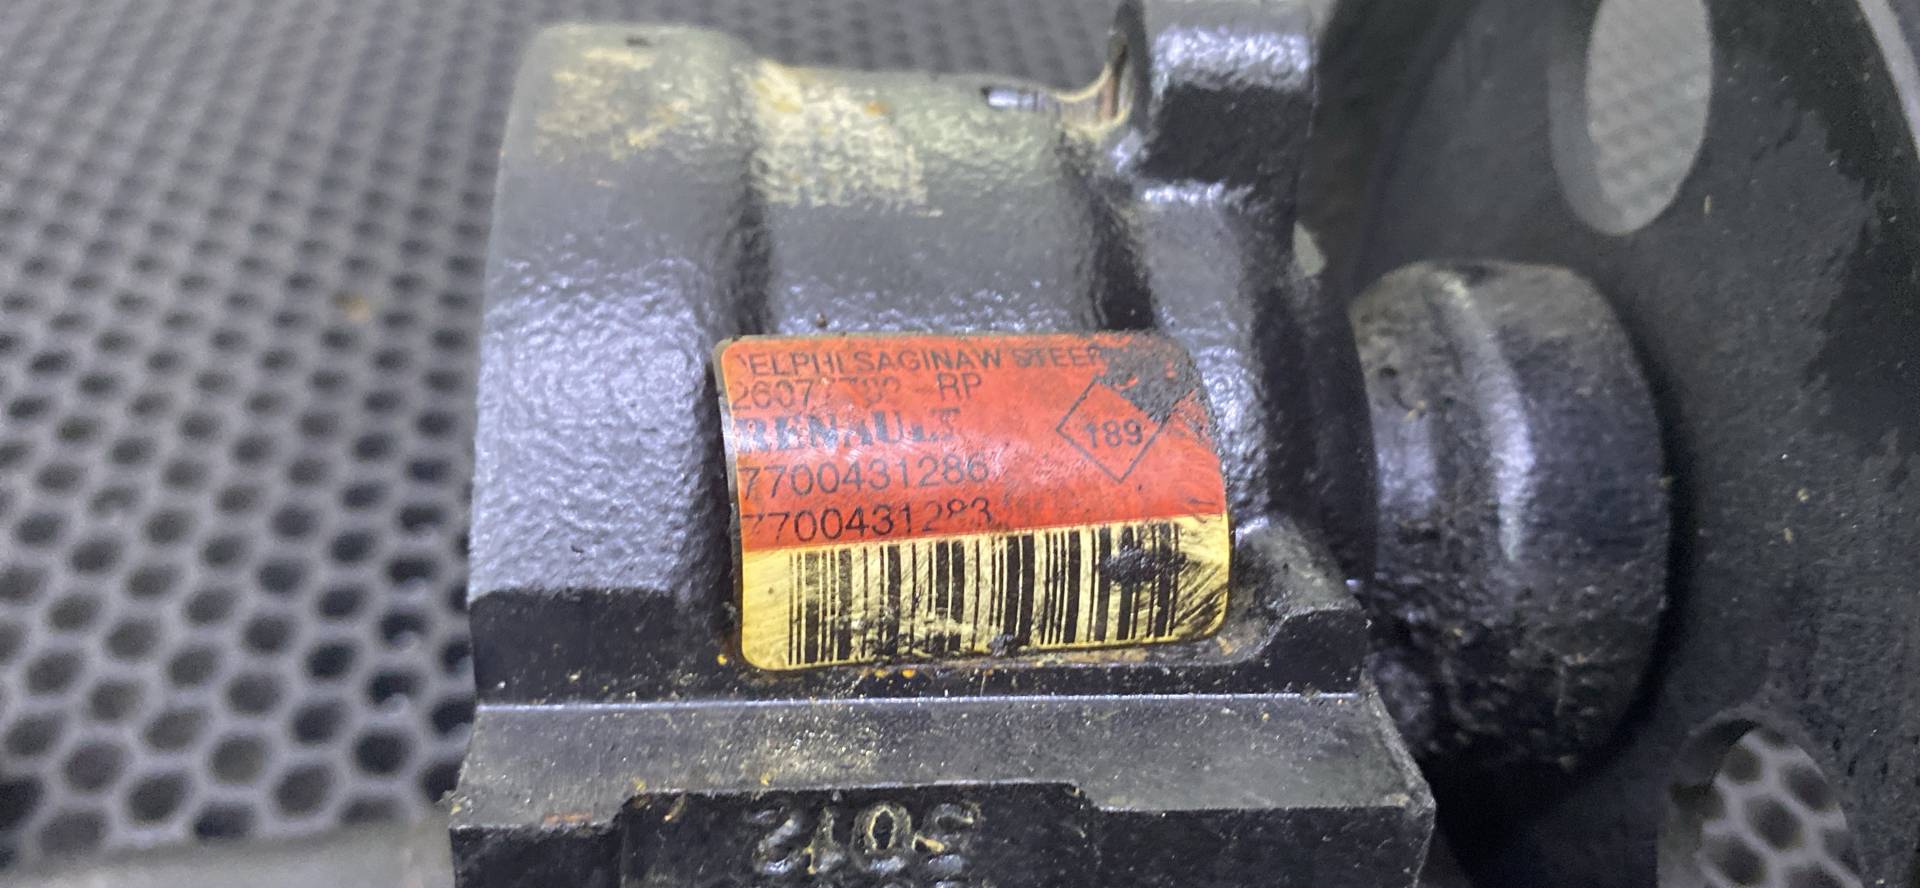 DELPHI SAGINAW STEER
-RP
RENAULT
189
7700431286
7700431283